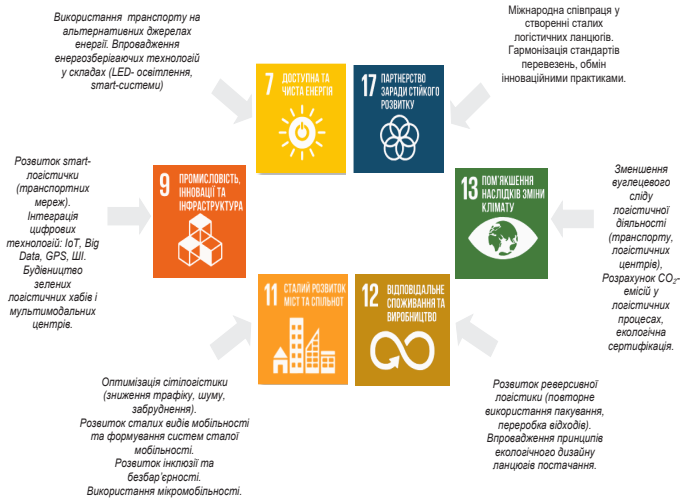 Використання транспорту на
альтернативних джерелах
енергії. Впровадження
енергозберігаючих технологій
у складах (LED- освітлення,
smart-системи)
Міжнародна співпраця у
створенні сталих
логістичних ланцюгів.
Гармонізація стандартів
перевезень, обмін
інноваційними практиками.
7 ДОСТУПНА ТА
ЧИСТА ЕНЕРГІЯ
17 ПАРТНЕРСТВО
ЗАРАДИ СТІЙКОГО
РОЗВИТКУ
Розвиток smart-
логістички
(транспортних
мереж).
Інтеграція
цифрових
технологій: IoT, Big
Data, GPS, ШІ.
Будівництво
зелених
логістичних хабів і
мультимодальних
центрів.
9 ПРОМИСЛОВІСТЬ,
ІННОВАЦІЇ ТА
ІНФРАСТРУКТУРА
13 ПОМ'ЯКШЕННЯ
НАСЛІДКІВ ЗМІНИ
КЛІМАТУ
Зменшення
вуглецевого
сліду
логістичної
діяльності
(транспорту,
логістичних
центрів),
Розрахунок CO₂-
емісій у
логістичних
процесах,
екологічна
сертифікація.
11 СТАЛИЙ РОЗВИТОК
МІСТ ТА СПІЛЬНОТ
12 ВІДПОВІДАЛЬНЕ
СПОЖИВАННЯ ТА
ВИРОБНИЦТВО
Оптимізація сітілогістики
(зниження трафіку, шуму,
забруднення).
Розвиток сталих видів мобільності
та формування систем сталої
мобільності.
Розвиток інклюзії та
безбар'єрності.
Використання мікромобільності.
Розвиток реверсивної
логістики (повторне
використання пакування,
переробка відходів).
Впровадження принципів
екологічного дизайну
ланцюгів постачання.